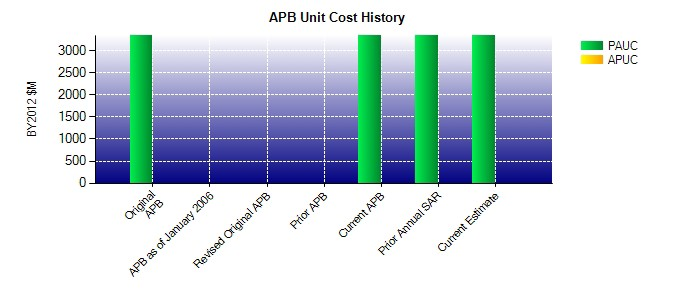 APB Unit Cost History
PAUC
APUC
BY2012 $M
3000
2500
2000
1500
1000
500
0
Original
APB
APB as of January 2006
Revised Original APB
Prior APB
Current APB
Prior Annual SAR
Current Estimate